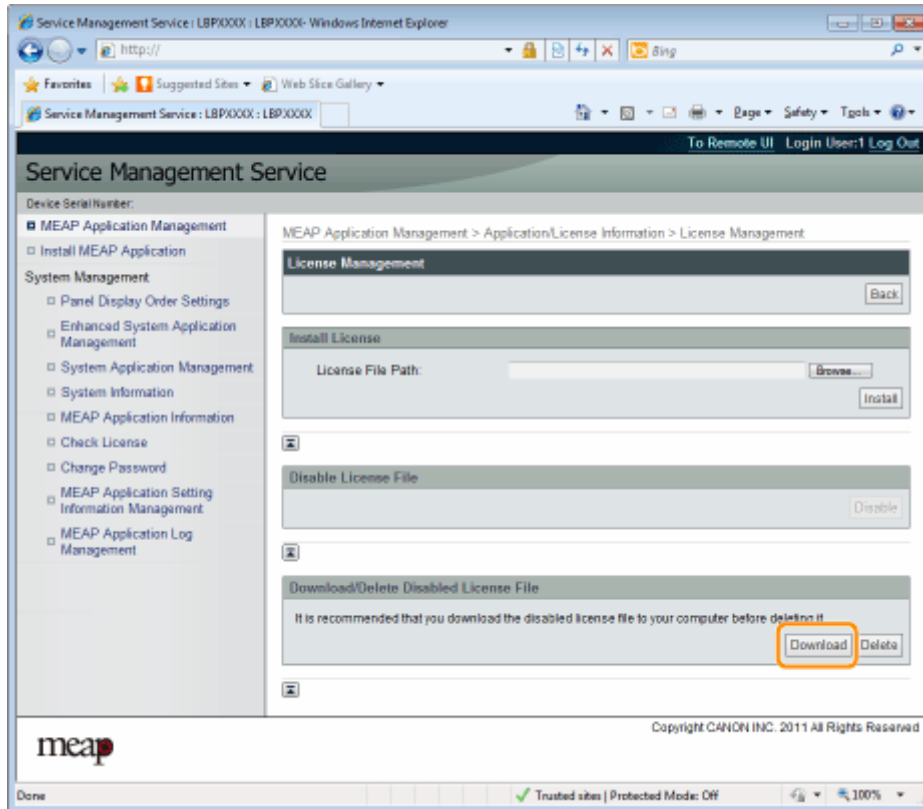 Service Management Service : LBPXXXX : LBPXXXX- Windows Internet Explorer
http://
Bing
Favorites
Suggested Sites
Web Slice Gallery
Service Management Service : LBPXXXX : LBPXXXX
Page
Safety
Tools
To Remote UI Login User:1 Log Out
Service Management Service
Device Serial Number:
MEAP Application Management
Install MEAP Application
System Management
Panel Display Order Settings
Enhanced System Application
Management
System Application Management
System Information
MEAP Application Information
Check License
Change Password
MEAP Application Setting
Information Management
MEAP Application Log
Management
MEAP Application Management > Application/License Information > License Management
License Management
Back
Install License
License File Path:
Browse...
Install
Disable License File
Disable
Download/Delete Disabled License File
It is recommended that you download the disabled license file to your computer before deleting it.
Download
Delete
Copyright CANON INC. 2011 All Rights Reserved
meap
Done
Trusted sites | Protected Mode: Off
100%